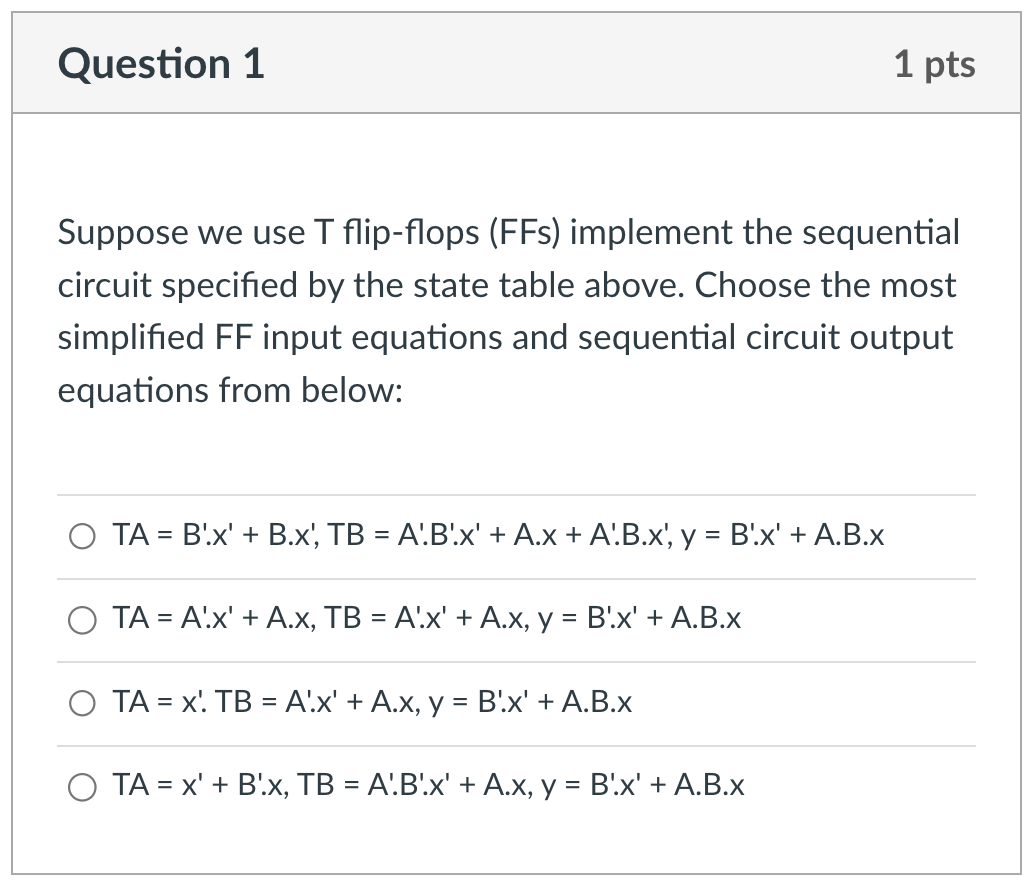 Question 1
1 pts
Suppose we use T flip-flops (FFs) implement the sequential
circuit specified by the state table above. Choose the most
simplified FF input equations and sequential circuit output
equations from below:
TA = B'.x' + B.x', TB = A'.B'.x' + A.x + A'.B.x', y = B'.x' + A.B.x
TA = A'.x' + A.x, TB = A'.x' + A.x, y = B'.x' + A.B.x
TA = x'. TB = A'.x' + A.x, y = B'.x' + A.B.x
TA = x' + B'.x, TB = A'.B'.x' + A.x, y = B'.x' + A.B.x